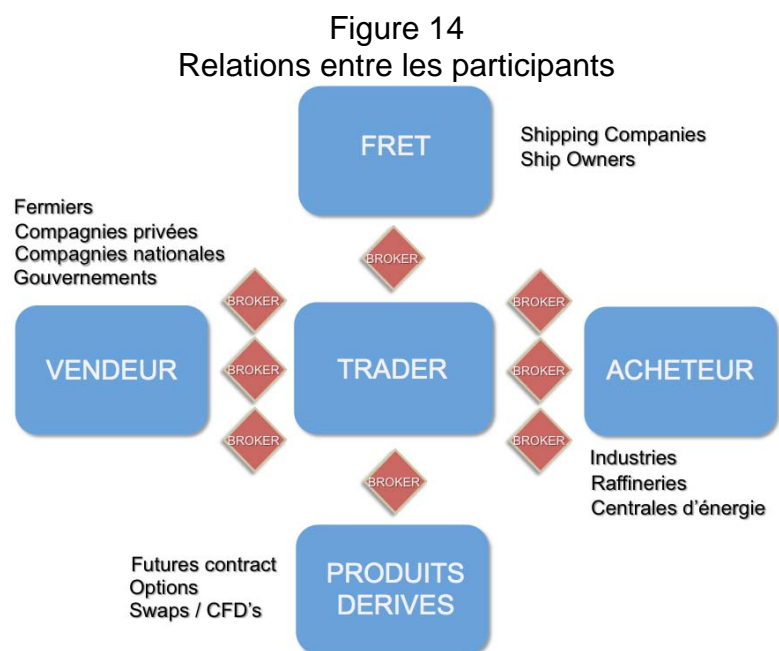 Figure 14
Relations entre les participants
FRET
Shipping Companies
Ship Owners
Fermiers
Compagnies privées
Compagnies nationales
Gouvernements
BROKER
BROKER
BROKER
VENDEUR
BROKER
TRADER
BROKER
ACHETEUR
BROKER
BROKER
BROKER
Industries
Raffineries
Centrales d'énergie
Futures contract
Options
Swaps / CFD's
PRODUITS
DERIVES